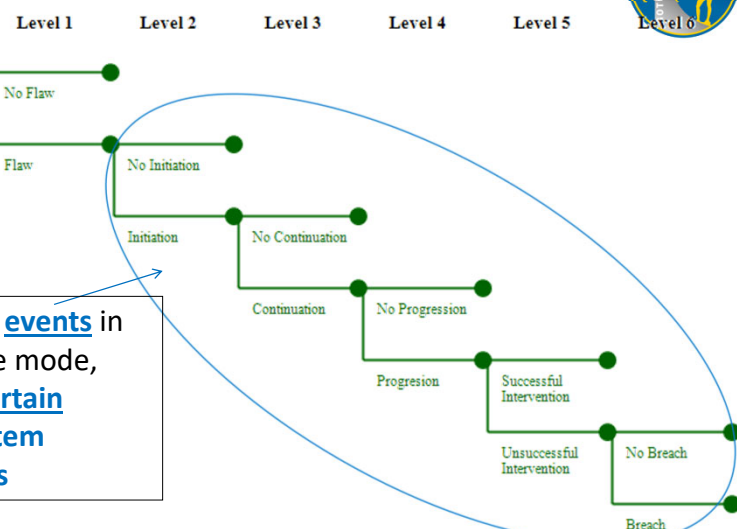 Level 1 Level 2 Level 3 Level 4 Level 5 Level 6
No Flaw
Flaw
No Initiation
Initiation
No Continuation
Continuation
No Progression
Progresion
Successful
Intervention
Unsuccessful
Intervention
No Breach
Breach
events in
e mode,
rtain
tem
s